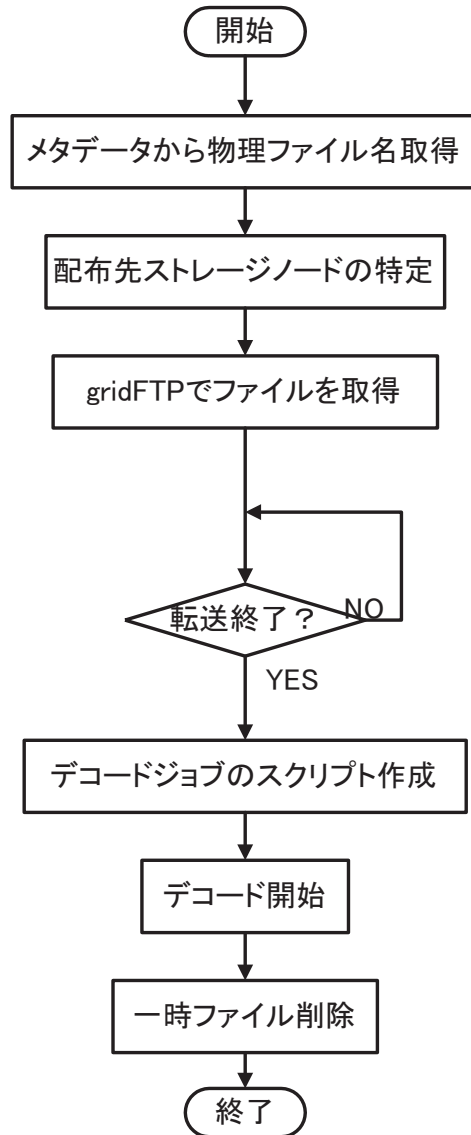 開始
メタデータから物理ファイル名取得
配布先ストレージノードの特定
gridFTPでファイルを取得
転送終了？
NO
YES
デコードジョブのスクリプト作成
デコード開始
一時ファイル削除
終了